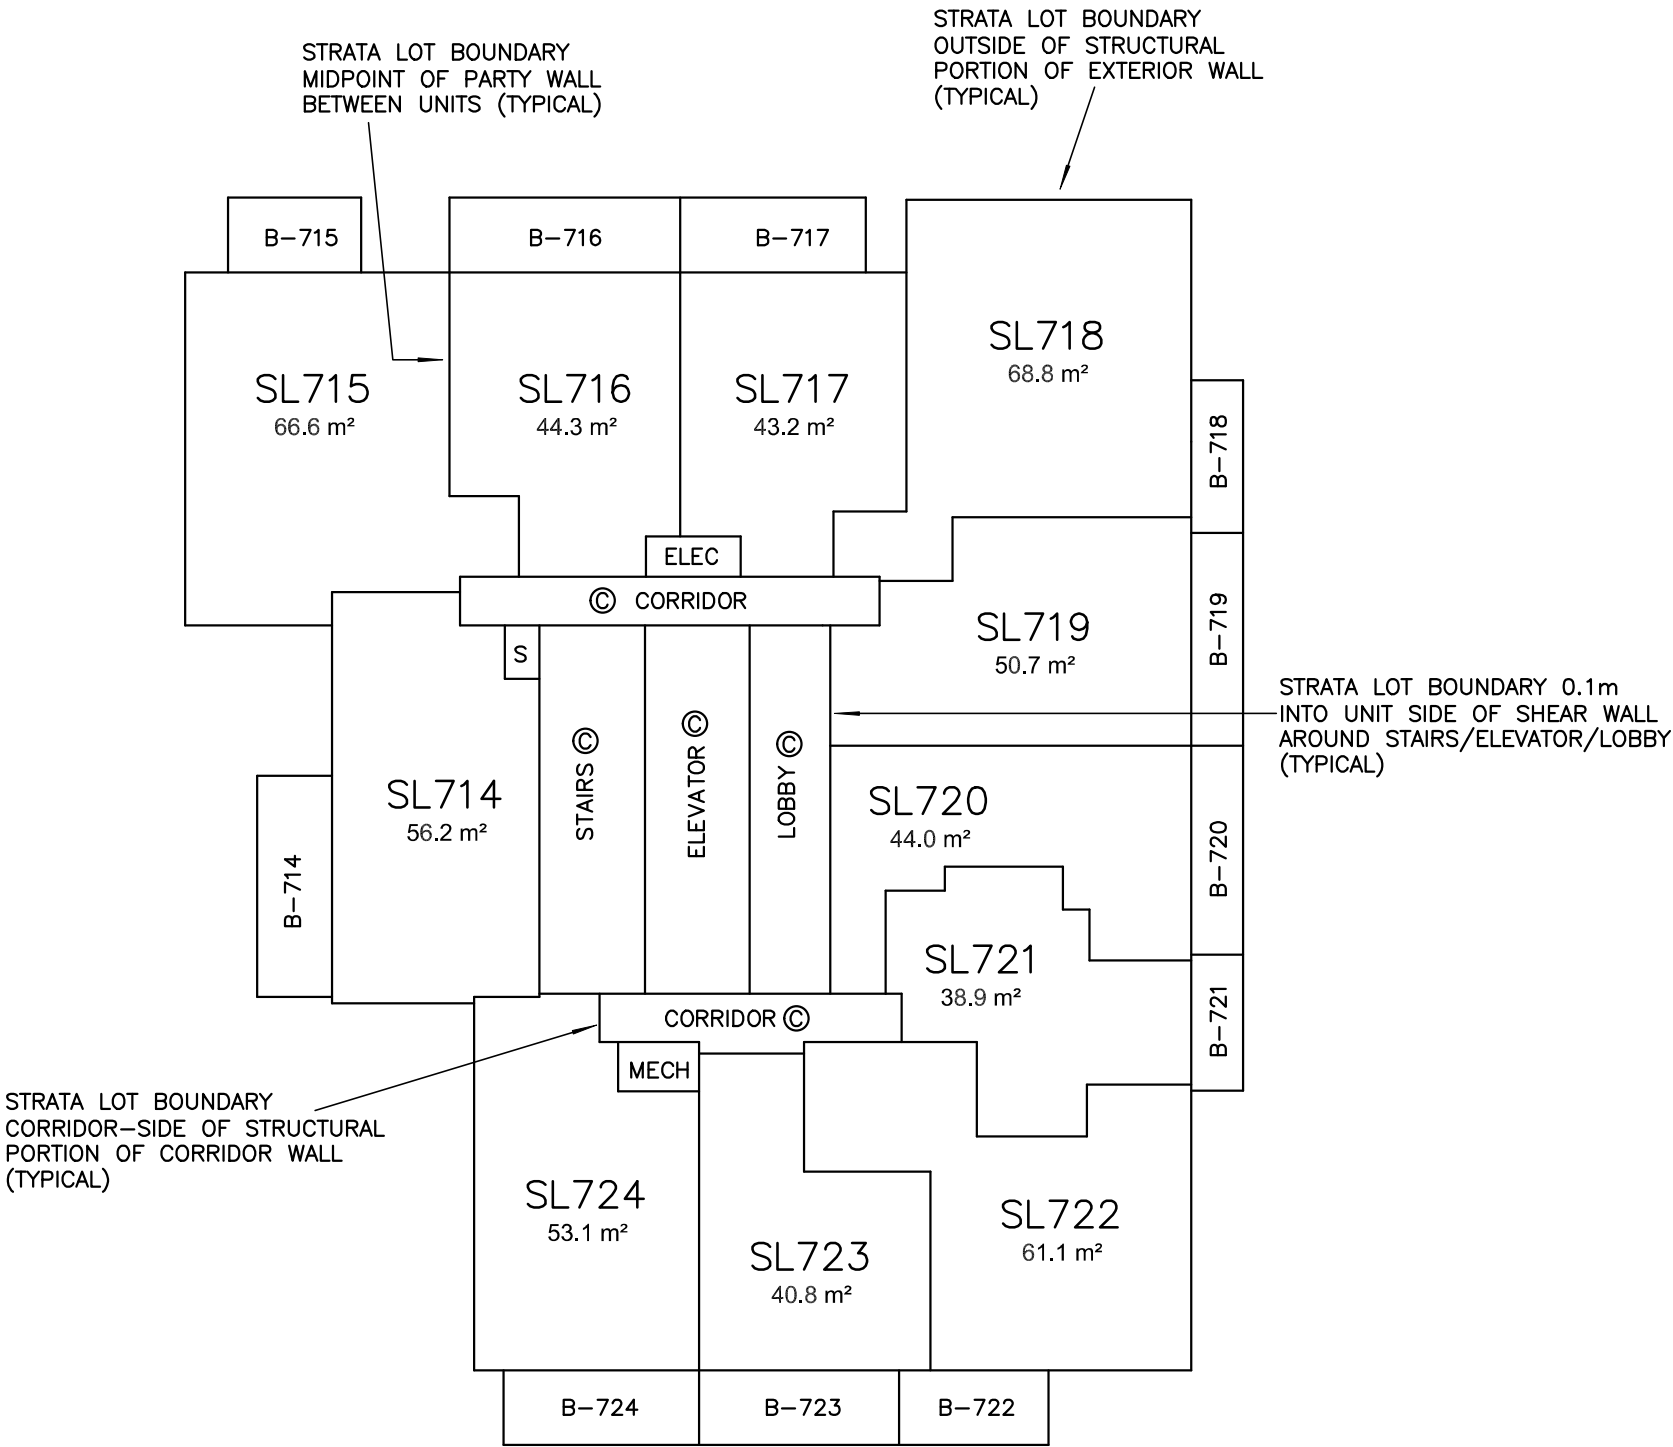 STRATA LOT BOUNDARY
OUTSIDE OF STRUCTURAL
PORTION OF EXTERIOR WALL
(TYPICAL)
STRATA LOT BOUNDARY
MIDPOINT OF PARTY WALL
BETWEEN UNITS (TYPICAL)
B-715
B-716
B-717
SL718
68.8 m²
SL715
66.6 m²
SL716
44.3 m²
SL717
43.2 m²
B-718
ELEC
© CORRIDOR
SL719
50.7 m²
B-719
S
STRATA LOT BOUNDARY 0.1m
INTO UNIT SIDE OF SHEAR WALL
AROUND STAIRS/ELEVATOR/LOBBY
(TYPICAL)
SL714
56.2 m²
B-714
STAIRS ©
ELEVATOR ©
LOBBY ©
SL720
44.0 m²
B-720
SL721
38.9 m²
B-721
CORRIDOR ©
MECH
STRATA LOT BOUNDARY
CORRIDOR-SIDE OF STRUCTURAL
PORTION OF CORRIDOR WALL
(TYPICAL)
SL724
53.1 m²
SL723
40.8 m²
SL722
61.1 m²
B-724
B-723
B-722